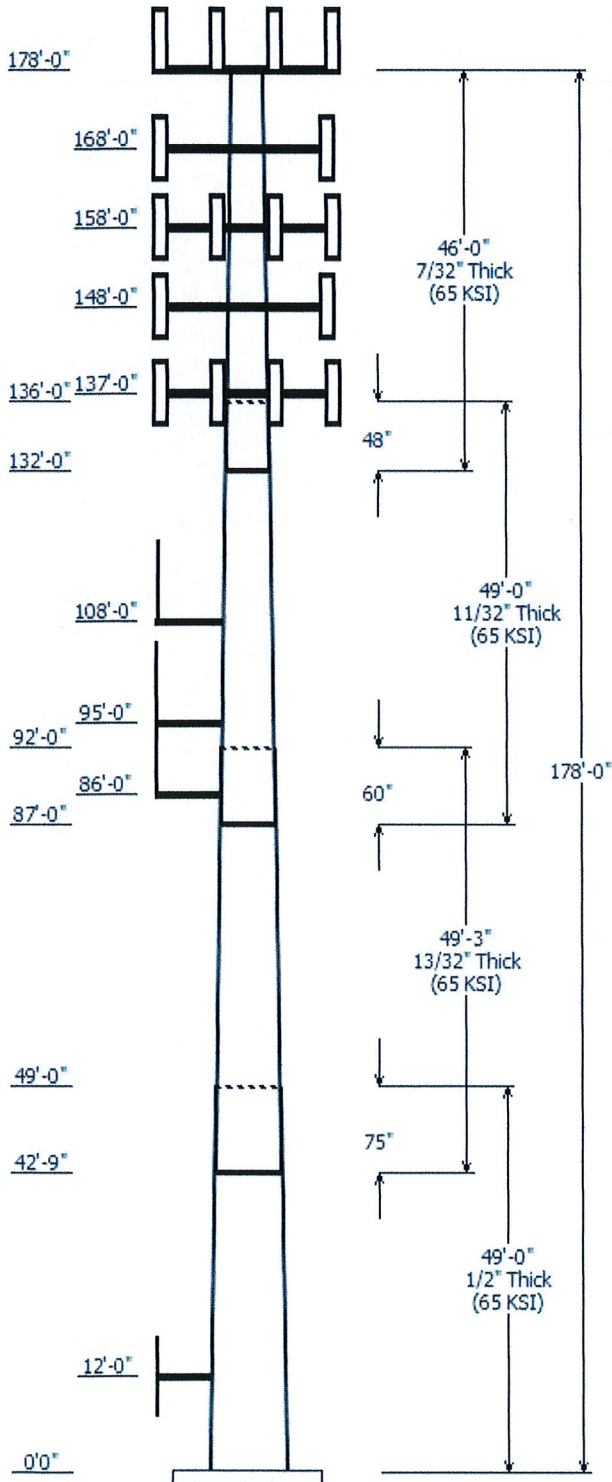 178'-0"
168'-0"
158'-0"
148'-0"
136'-0" 137'-0"
132'-0"
108'-0"
95'-0"
92'-0"
86'-0"
87'-0"
49'-0"
42'-9"
12'-0"
0'0"
46'-0"
7/32" Thick
(65 KSI)
48"
49'-0"
11/32" Thick
(65 KSI)
60"
178'-0"
49'-3"
13/32" Thick
(65 KSI)
75"
49'-0"
1/2" Thick
(65 KSI)